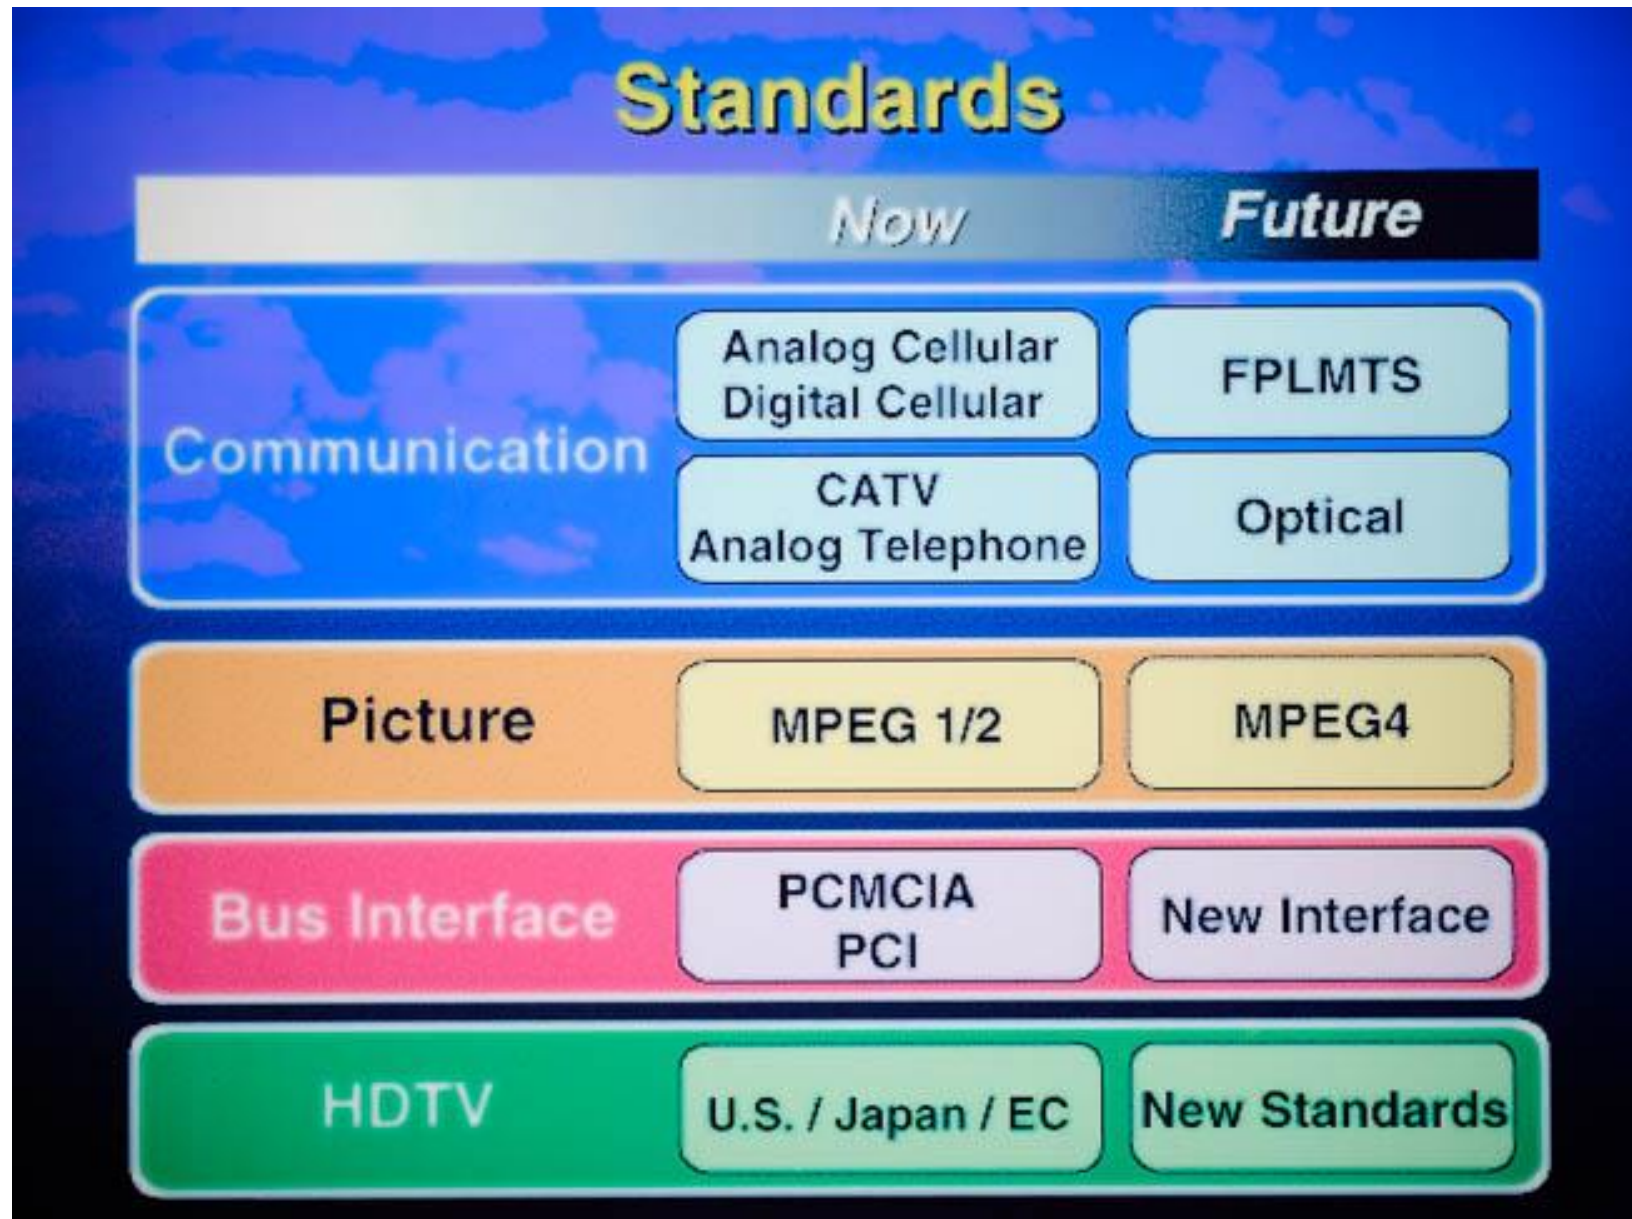 Standards
Now Future
Analog Cellular
Digital Cellular
FPLMTS
Communication
CATV
Analog Telephone
Optical
Picture
MPEG 1/2
MPEG4
Bus Interface
PCMCIA
PCI
New Interface
HDTV
U.S. / Japan / EC
New Standards